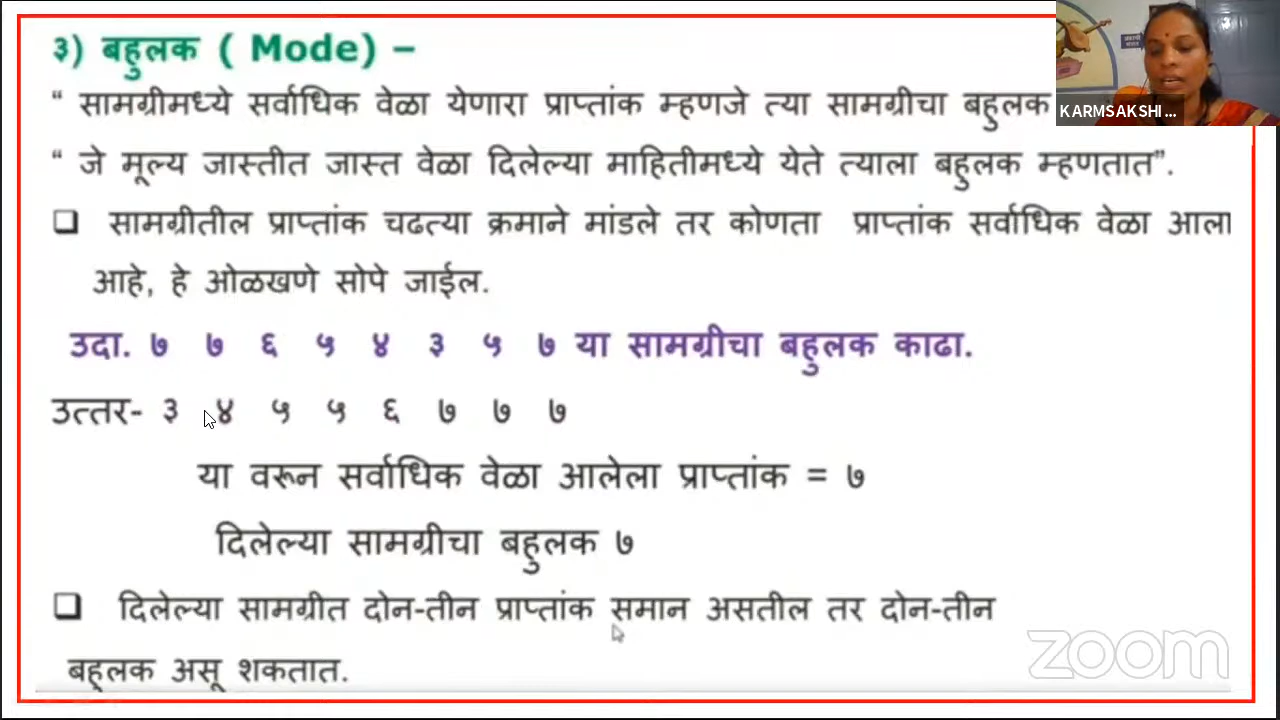 ३) बहुलक ( Mode) –
“ सामग्रीमध्ये सर्वाधिक वेळा येणारा प्राप्तांक म्हणजे त्या सामग्रीचा बहुलक
KARMSAKSHI ...
“ जे मूल्य जास्तीत जास्त वेळा दिलेल्या माहितीमध्ये येते त्याला बहुलक म्हणतात”.
❑ सामग्रीतील प्राप्तांक चढत्या क्रमाने मांडले तर कोणता प्राप्तांक सर्वाधिक वेळा आला
आहे, हे ओळखणे सोपे जाईल.
उदा. ७ ७ ६ ५ ४ ३ ५ ७ या सामग्रीचा बहुलक काढा.
उत्तर- ३ ४ ५ ५ ६ ७ ७ ७
या वरून सर्वाधिक वेळा आलेला प्राप्तांक = ७
दिलेल्या सामग्रीचा बहुलक ७
❑ दिलेल्या सामग्रीत दोन-तीन प्राप्तांक समान असतील तर दोन-तीन
बहुलक असू शकतात.
zoom